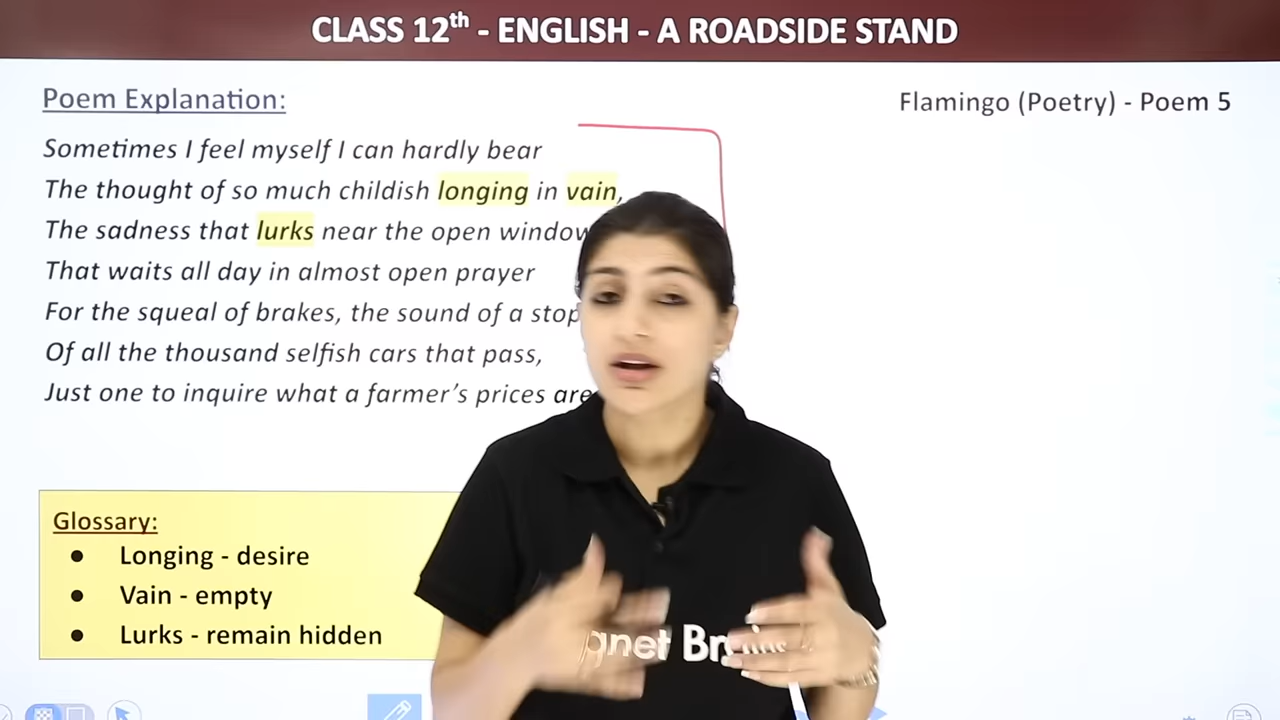 CLASS 12th - ENGLISH - A ROADSIDE STAND
Poem Explanation:
Flamingo (Poetry) - Poem 5
Sometimes I feel myself I can hardly bear
The thought of so much childish longing in vain,
The sadness that lurks near the open window
That waits all day in almost open prayer
For the squeal of brakes, the sound of a stop
Of all the thousand selfish cars that pass,
Just one to inquire what a farmer’s prices are
Glossary:
● Longing - desire
● Vain - empty
● Lurks - remain hidden